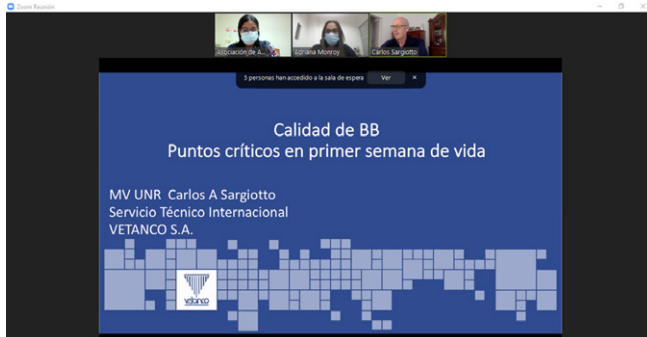 Zoom Reunión
Asociación de A...
Adriana Monroy
Carlos Sargiotto
5 personas han accedido a la sala de espera
Ver
Calidad de BB
Puntos críticos en primer semana de vida
MV UNR Carlos A Sargiotto
Servicio Técnico Internacional
VETANCO S.A.
vetanco